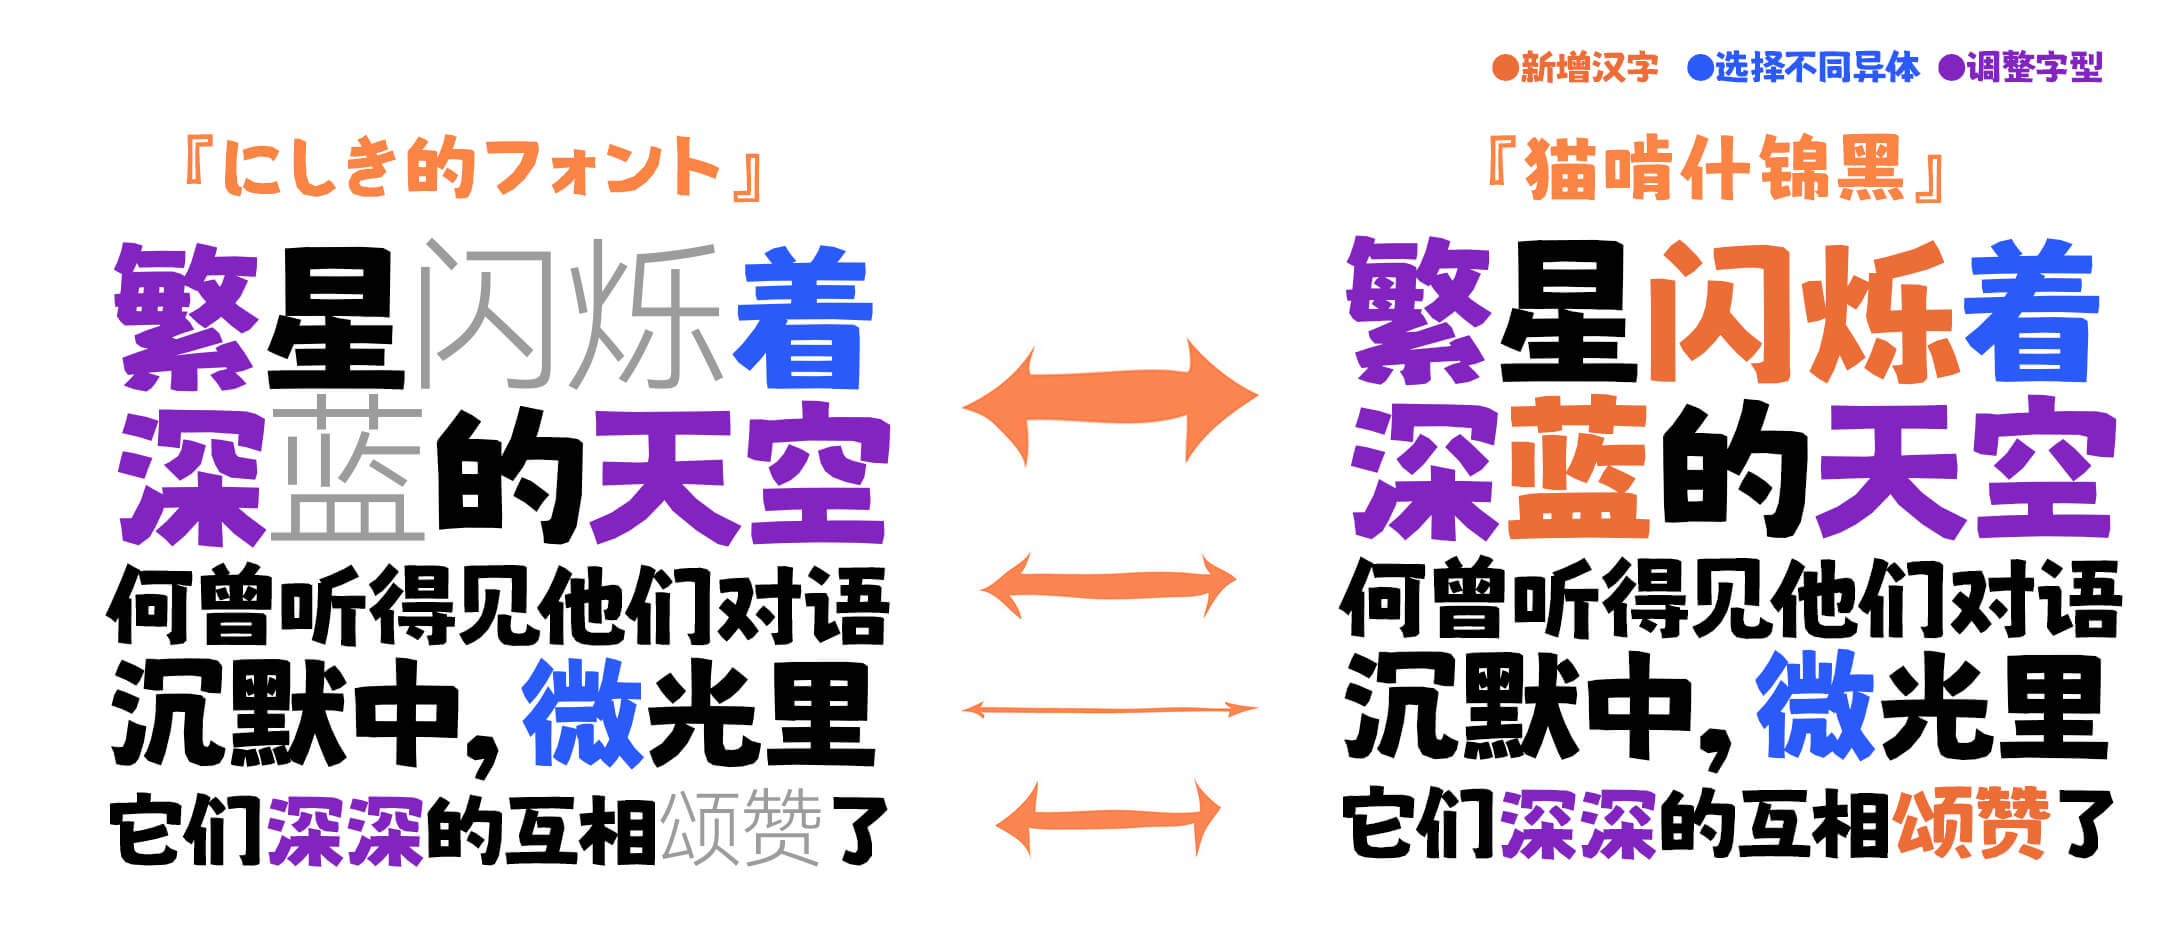 ●新增汉字 ●选择不同异体 ●调整字型
『にしき的フォント』
繁星闪烁着
深蓝的天空
何曾听得见他们对语
沉默中,微光里
它们深深的互相颂赞了
『猫啃什锦黑』
繁星闪烁着
深蓝的天空
何曾听得见他们对语
沉默中,微光里
它们深深的互相颂赞了